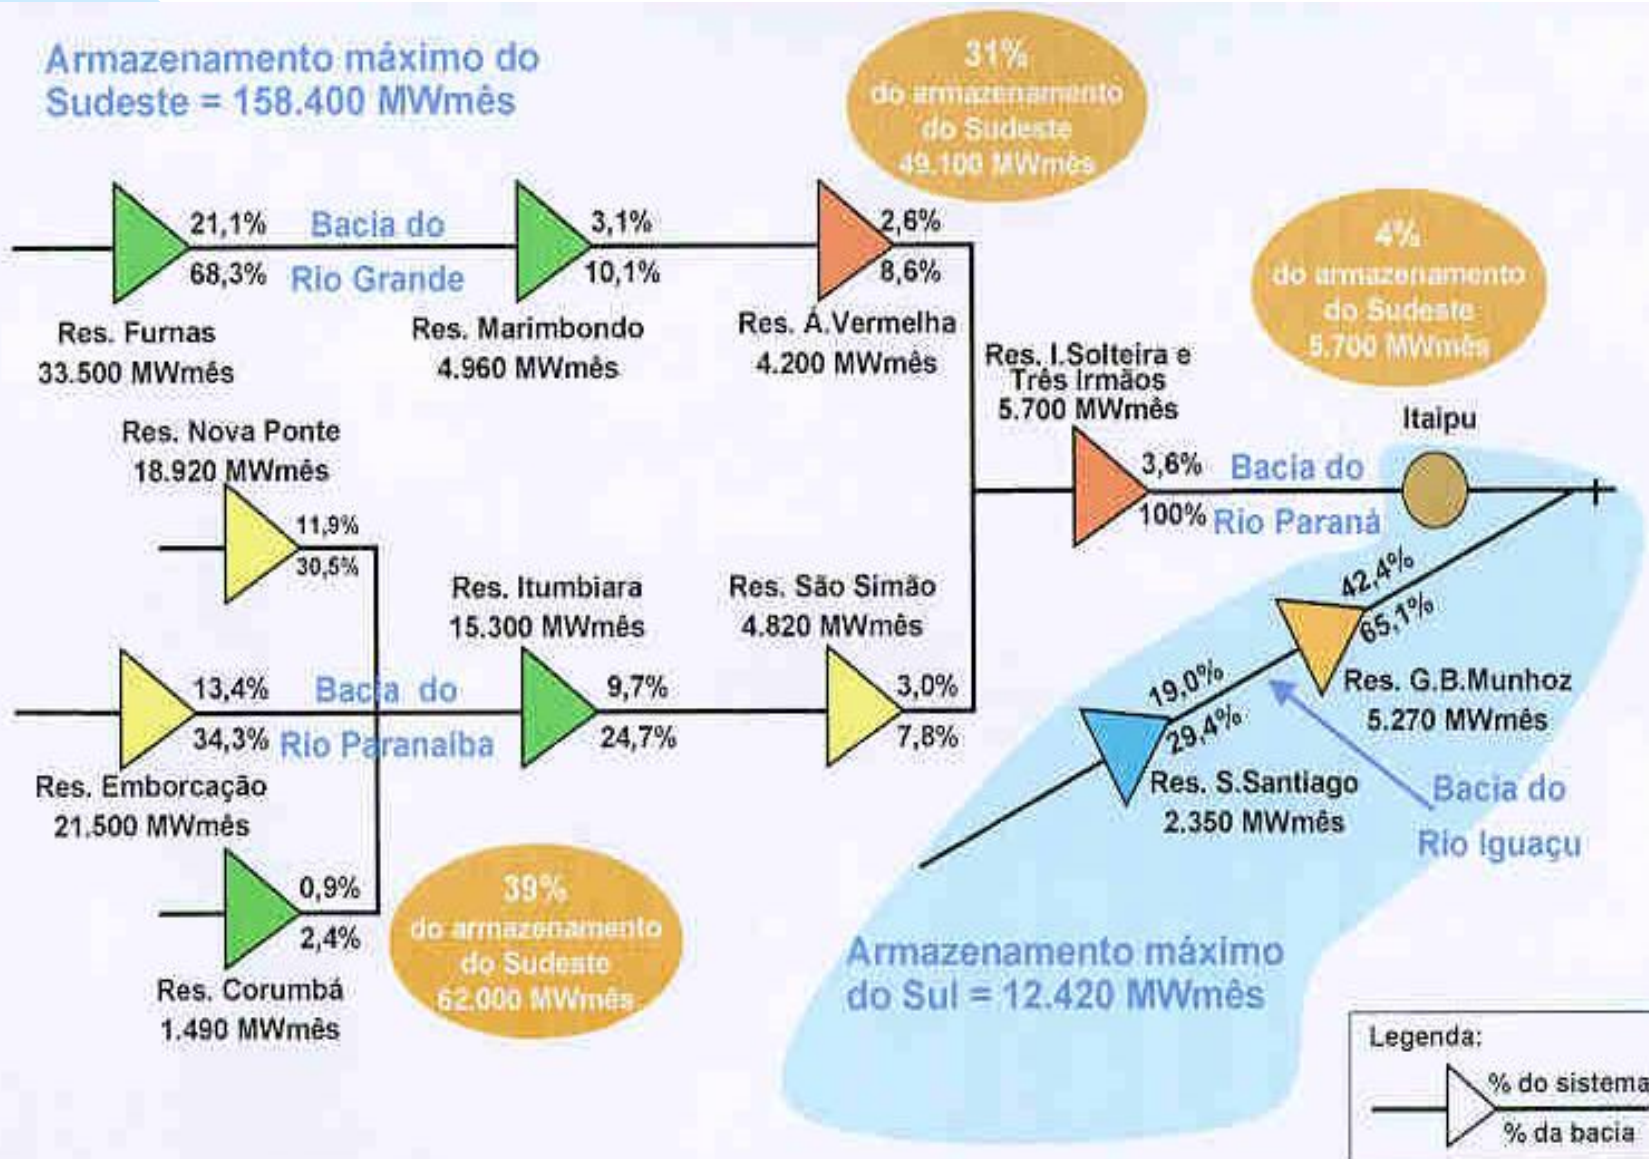 Armazenamento máximo do
Sudeste = 158.400 MWmês
31%
do armazenamento
do Sudeste
49.100 MWmês
21,1%
68,3%
Bacia do
Rio Grande
3,1%
10,1%
2,6%
8,6%
Res. Furnas
33.500 MWmês
Res. Marimbondo
4.960 MWmês
Res. Á.Vermelha
4.200 MWmês
4%
do armazenamento
do Sudeste
5.700 MWmês
Res. I.Solteira e
Três Irmãos
5.700 MWmês
Itaipu
3,6%
100%
Bacia do
Rio Paraná
Res. Nova Ponte
18.920 MWmês
11,9%
30,5%
Res. Itumbiara
15.300 MWmês
Res. São Simão
4.820 MWmês
13,4%
34,3%
Bacia do
Rio Paranaíba
9,7%
24,7%
3,0%
7,8%
Res. Emborcação
21.500 MWmês
0,9%
2,4%
Res. Corumbá
1.490 MWmês
39%
do armazenamento
do Sudeste
62.000 MWmês
42,4%
65,1%
Res. G.B.Munhoz
5.270 MWmês
19,0%
29,4%
Res. S.Santiago
2.350 MWmês
Bacia do
Rio Iguaçu
Armazenamento máximo
do Sul = 12.420 MWmês
Legenda:
% do sistema
% da bacia